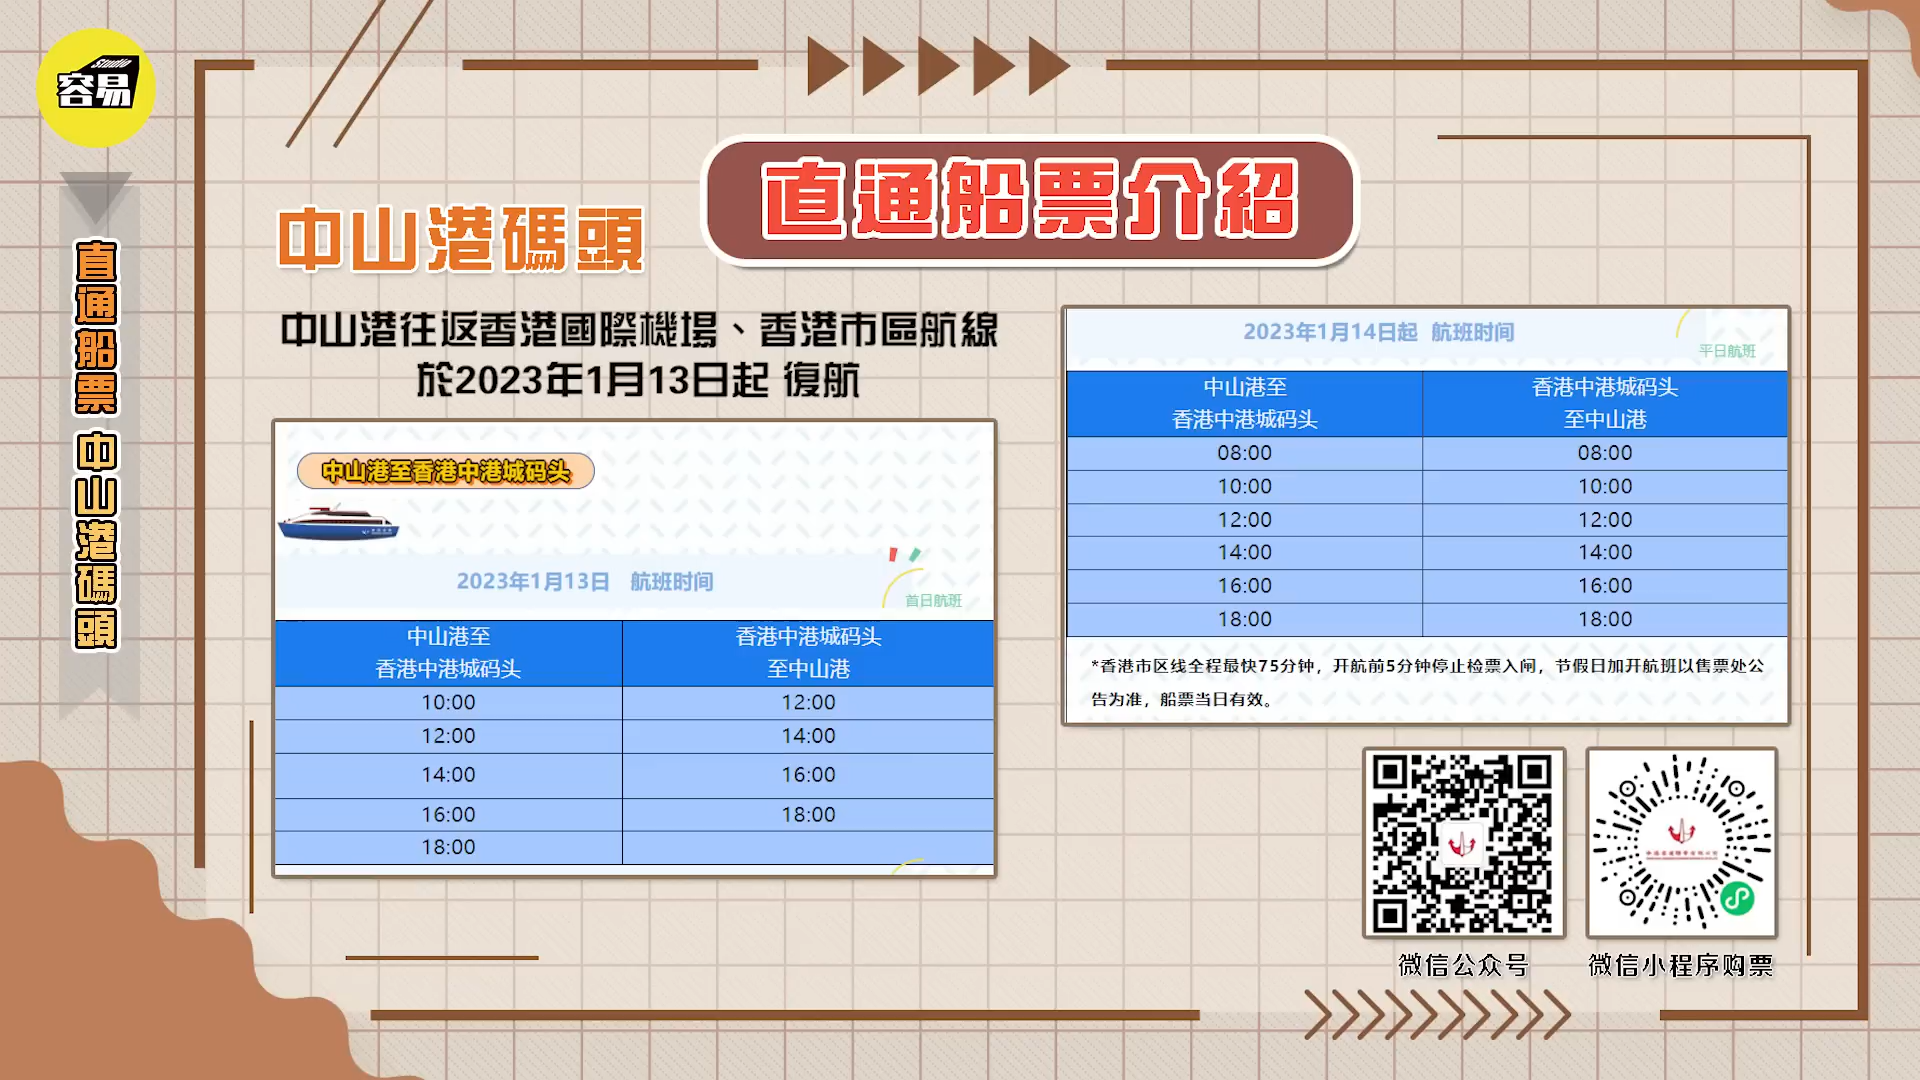 Studio
容易
直通船票 中山港碼頭
直通船票介紹
中山港碼頭
中山港往返香港國際機場、香港市區航線
於2023年1月13日起 復航
中山港至香港中港城码头
2023年1月13日 航班时间
首日航班
中山港至
香港中港城码头
香港中港城码头
至中山港
10:00 12:00
12:00 14:00
14:00 16:00
16:00 18:00
18:00
2023年1月14日起 航班时间
平日航班
中山港至
香港中港城码头
香港中港城码头
至中山港
08:00 08:00
10:00 10:00
12:00 12:00
14:00 14:00
16:00 16:00
18:00 18:00
*香港市区线全程最快75分钟，开航前5分钟停止检票入闸，节假日加开航班以售票处公
告为准，船票当日有效。
微信公众号
微信小程序购票